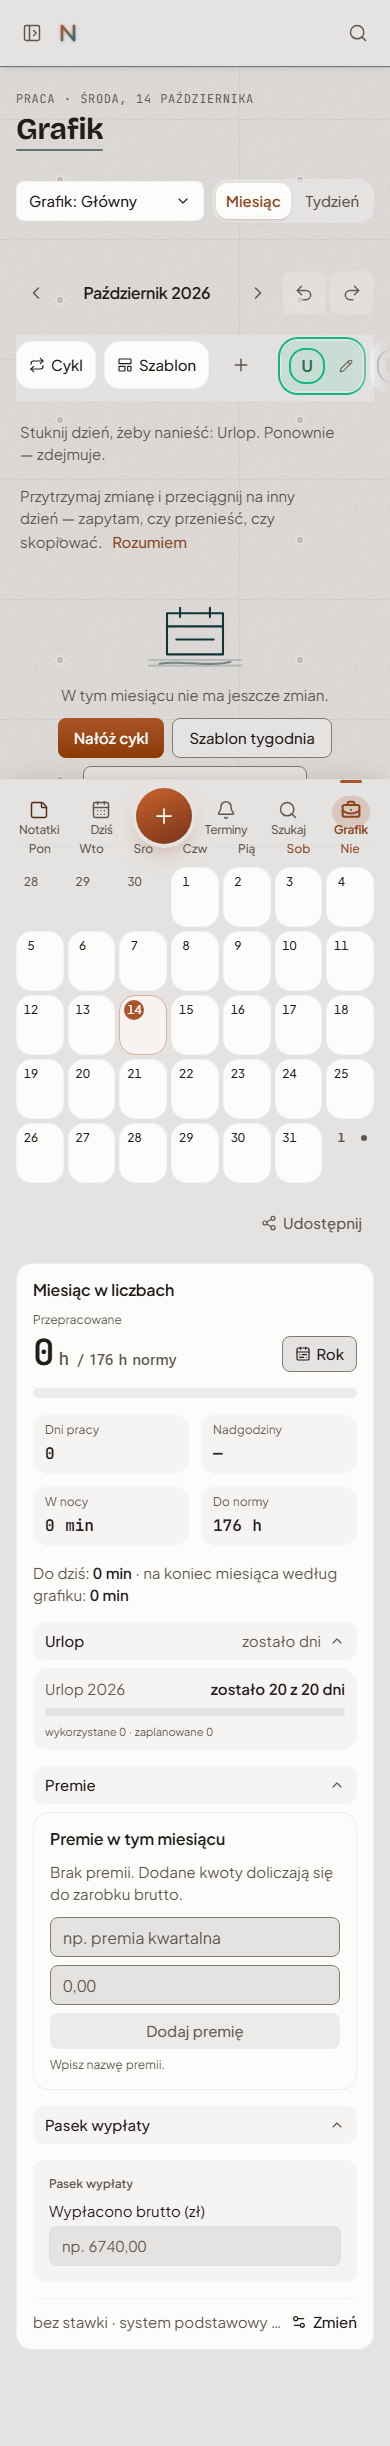 N
PRACA · ŚRODA, 14 PAŹDZIERNIKA
Grafik
Grafik: Główny
Miesiąc Tydzień
Październik 2026
Cykl Szablon U
Stuknij dzień, żeby nanieść: Urlop. Ponownie
— zdejmuje.
Przytrzymaj zmianę i przeciągnij na inny
dzień — zapytam, czy przenieść, czy
skopiować. Rozumiem
W tym miesiącu nie ma jeszcze zmian.
Nałóż cykl Szablon tygodnia
Notatki Dziś Terminy Szukaj Grafik
Pon Wto Śro Czw Pią Sob Nie
28 29 30 1 2 3 4
5 6 7 8 9 10 11
12 13 14 15 16 17 18
19 20 21 22 23 24 25
26 27 28 29 30 31 1
Udostępnij
Miesiąc w liczbach
Przepracowane
0 h / 176 h normy
Rok
Dni pracy Nadgodziny
0 —
W nocy Do normy
0 min 176 h
Do dziś: 0 min · na koniec miesiąca według
grafiku: 0 min
Urlop zostało dni
Urlop 2026 zostało 20 z 20 dni
wykorzystane 0 · zaplanowane 0
Premie
Premie w tym miesiącu
Brak premii. Dodane kwoty doliczają się
do zarobku brutto.
np. premia kwartalna
0,00
Dodaj premię
Wpisz nazwę premii.
Pasek wypłaty
Pasek wypłaty
Wypłacono brutto (zł)
np. 6740,00
bez stawki · system podstawowy ... Zmień